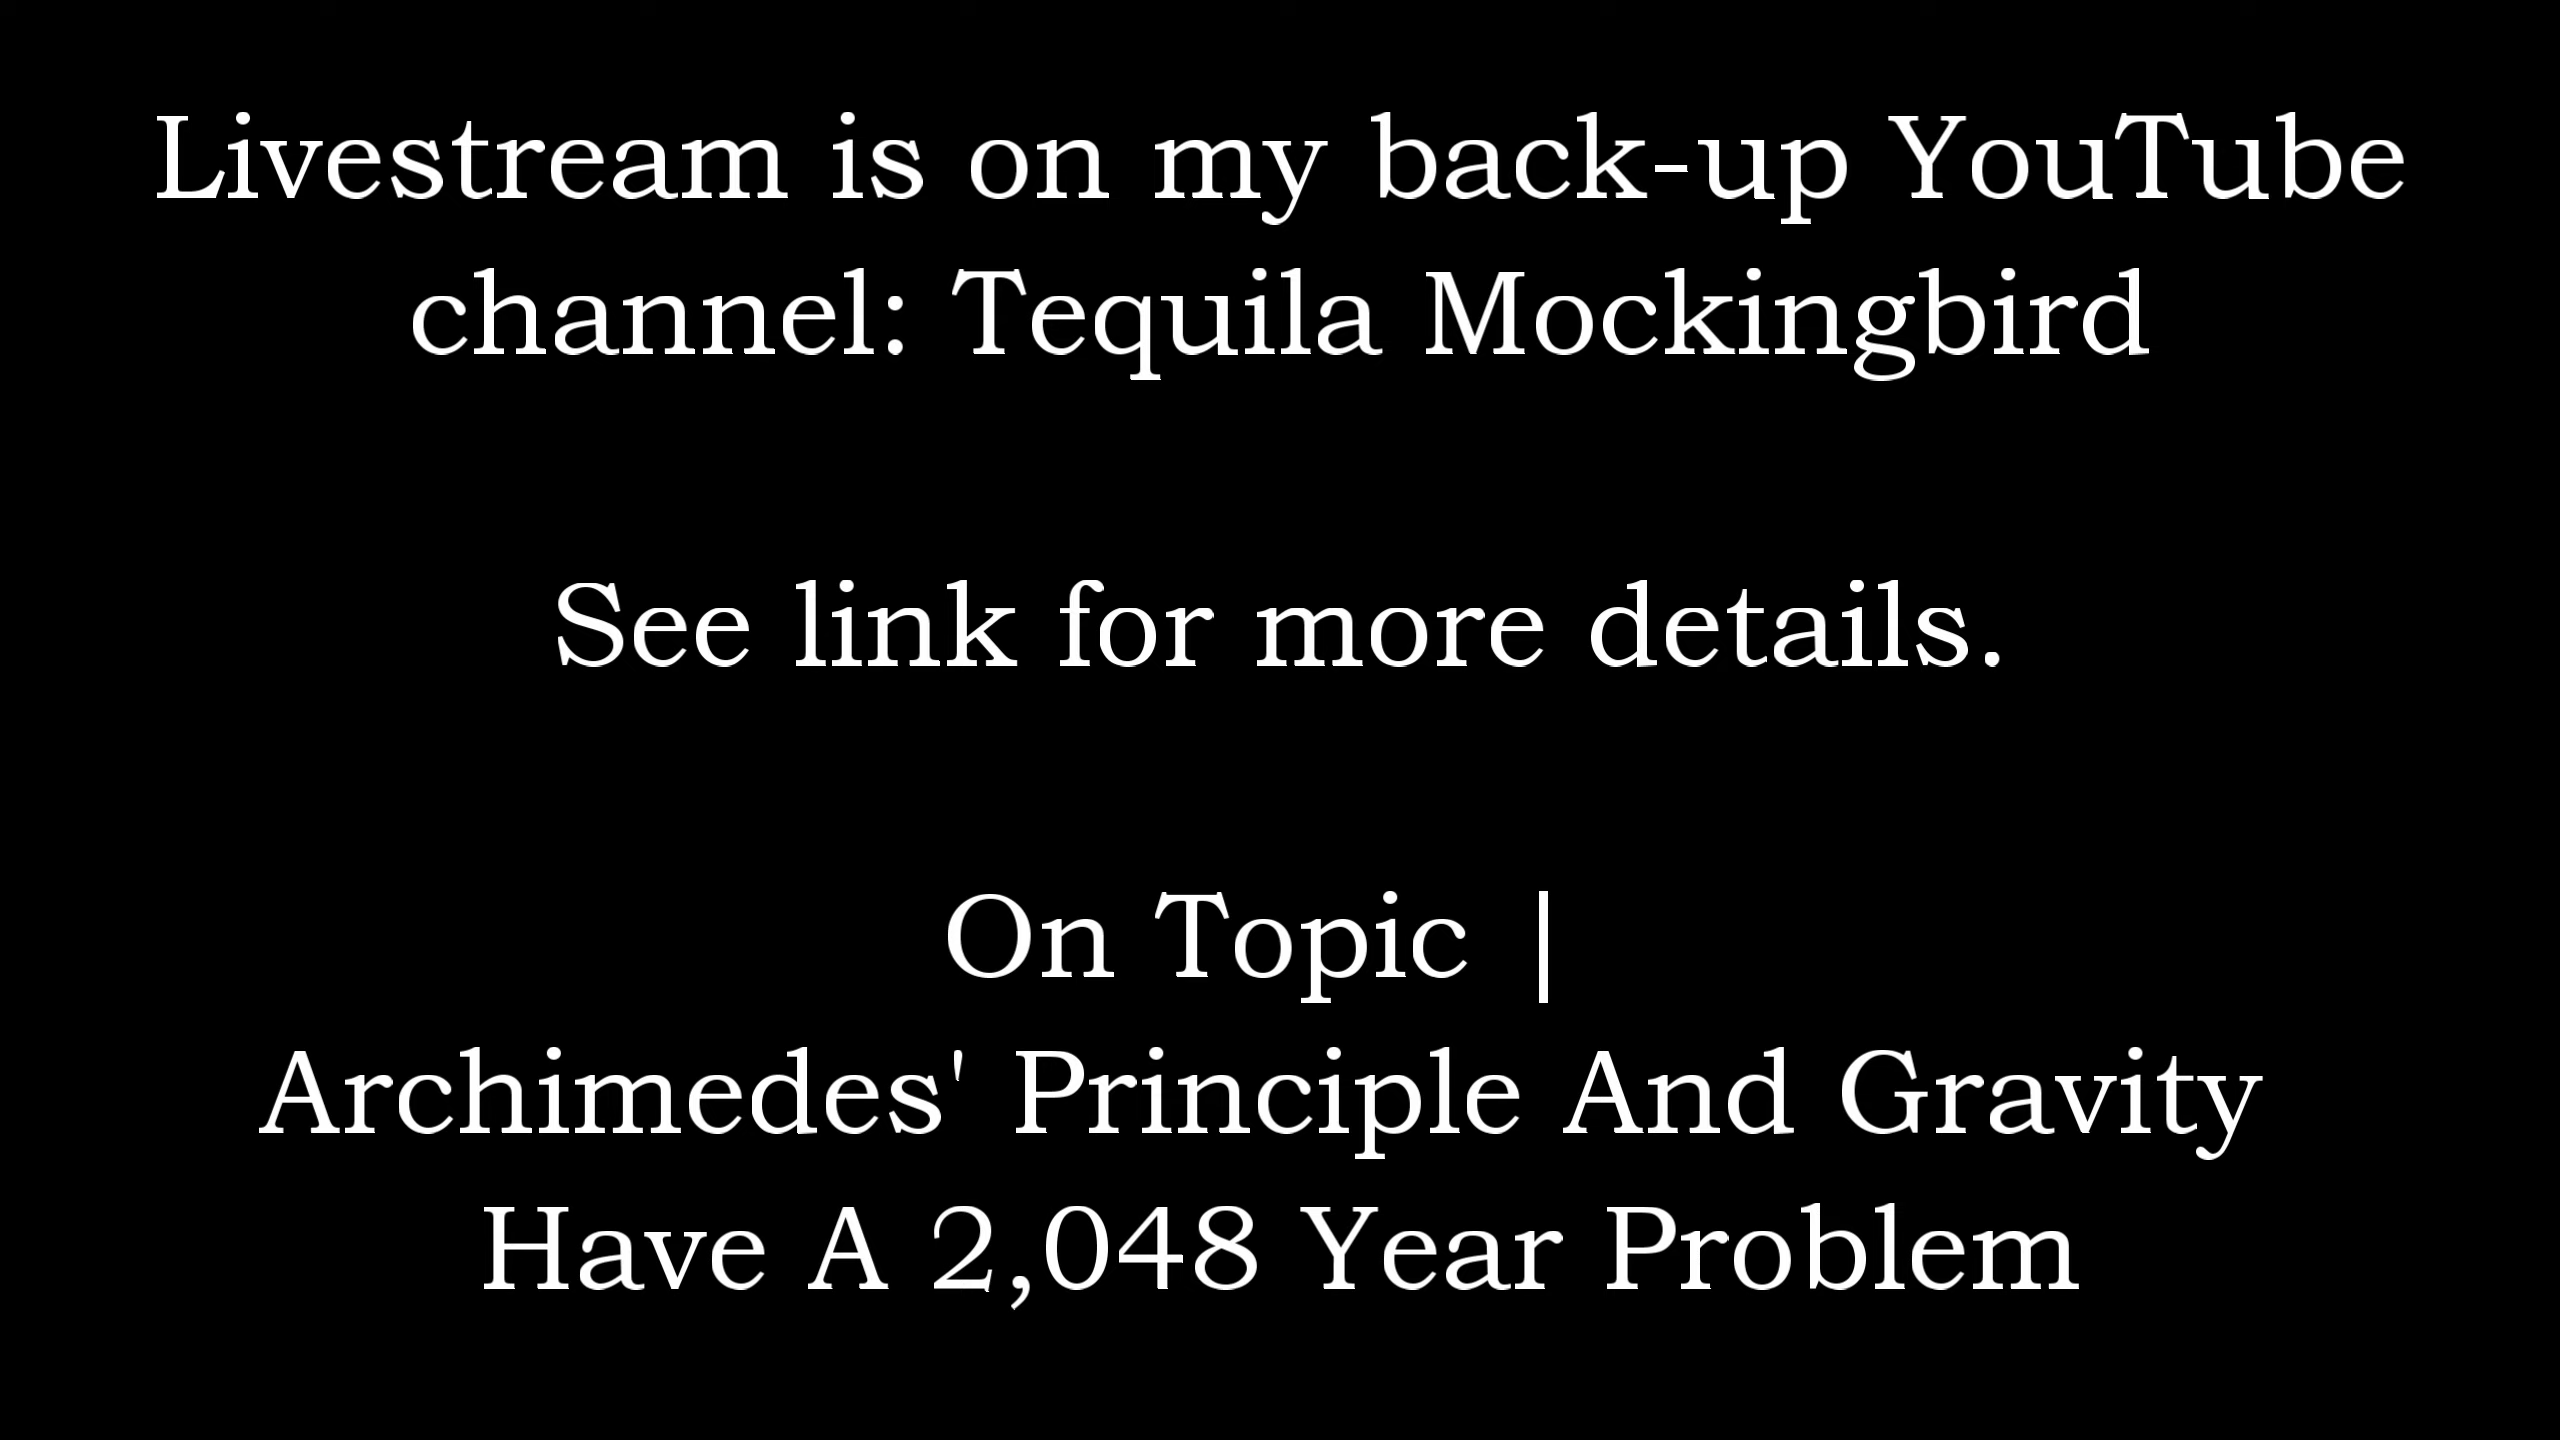 Livestream is on my back-up YouTube
channel: Tequila Mockingbird
See link for more details.
On Topic |
Archimedes' Principle And Gravity
Have A 2,048 Year Problem